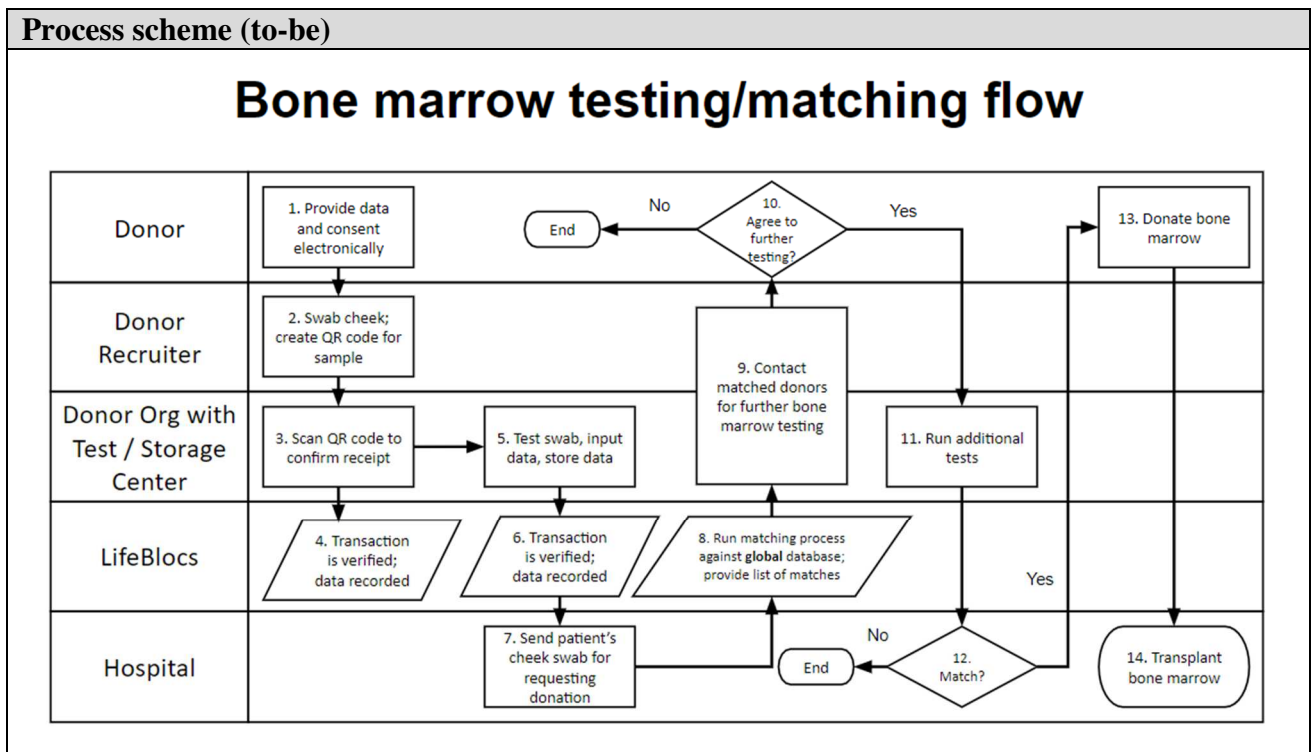 Process scheme (to-be)
Bone marrow testing/matching flow
Donor
1. Provide data
and consent
electronically
End
No
10.
Agree to
further
testing?
Yes
13. Donate bone
marrow
Donor
Recruiter
2. Swab cheek;
create QR code for
sample
9. Contact
matched donors
for further bone
marrow testing
Donor Org with
Test / Storage
Center
3. Scan QR code to
confirm receipt
5. Test swab, input
data, store data
11. Run additional
tests
LifeBlocs
4. Transaction
is verified;
data recorded
6. Transaction
is verified;
data recorded
8. Run matching process
against global database;
provide list of matches
Yes
Hospital
7. Send patient's
cheek swab for
requesting
donation
End
No
12.
Match?
14. Transplant
bone marrow